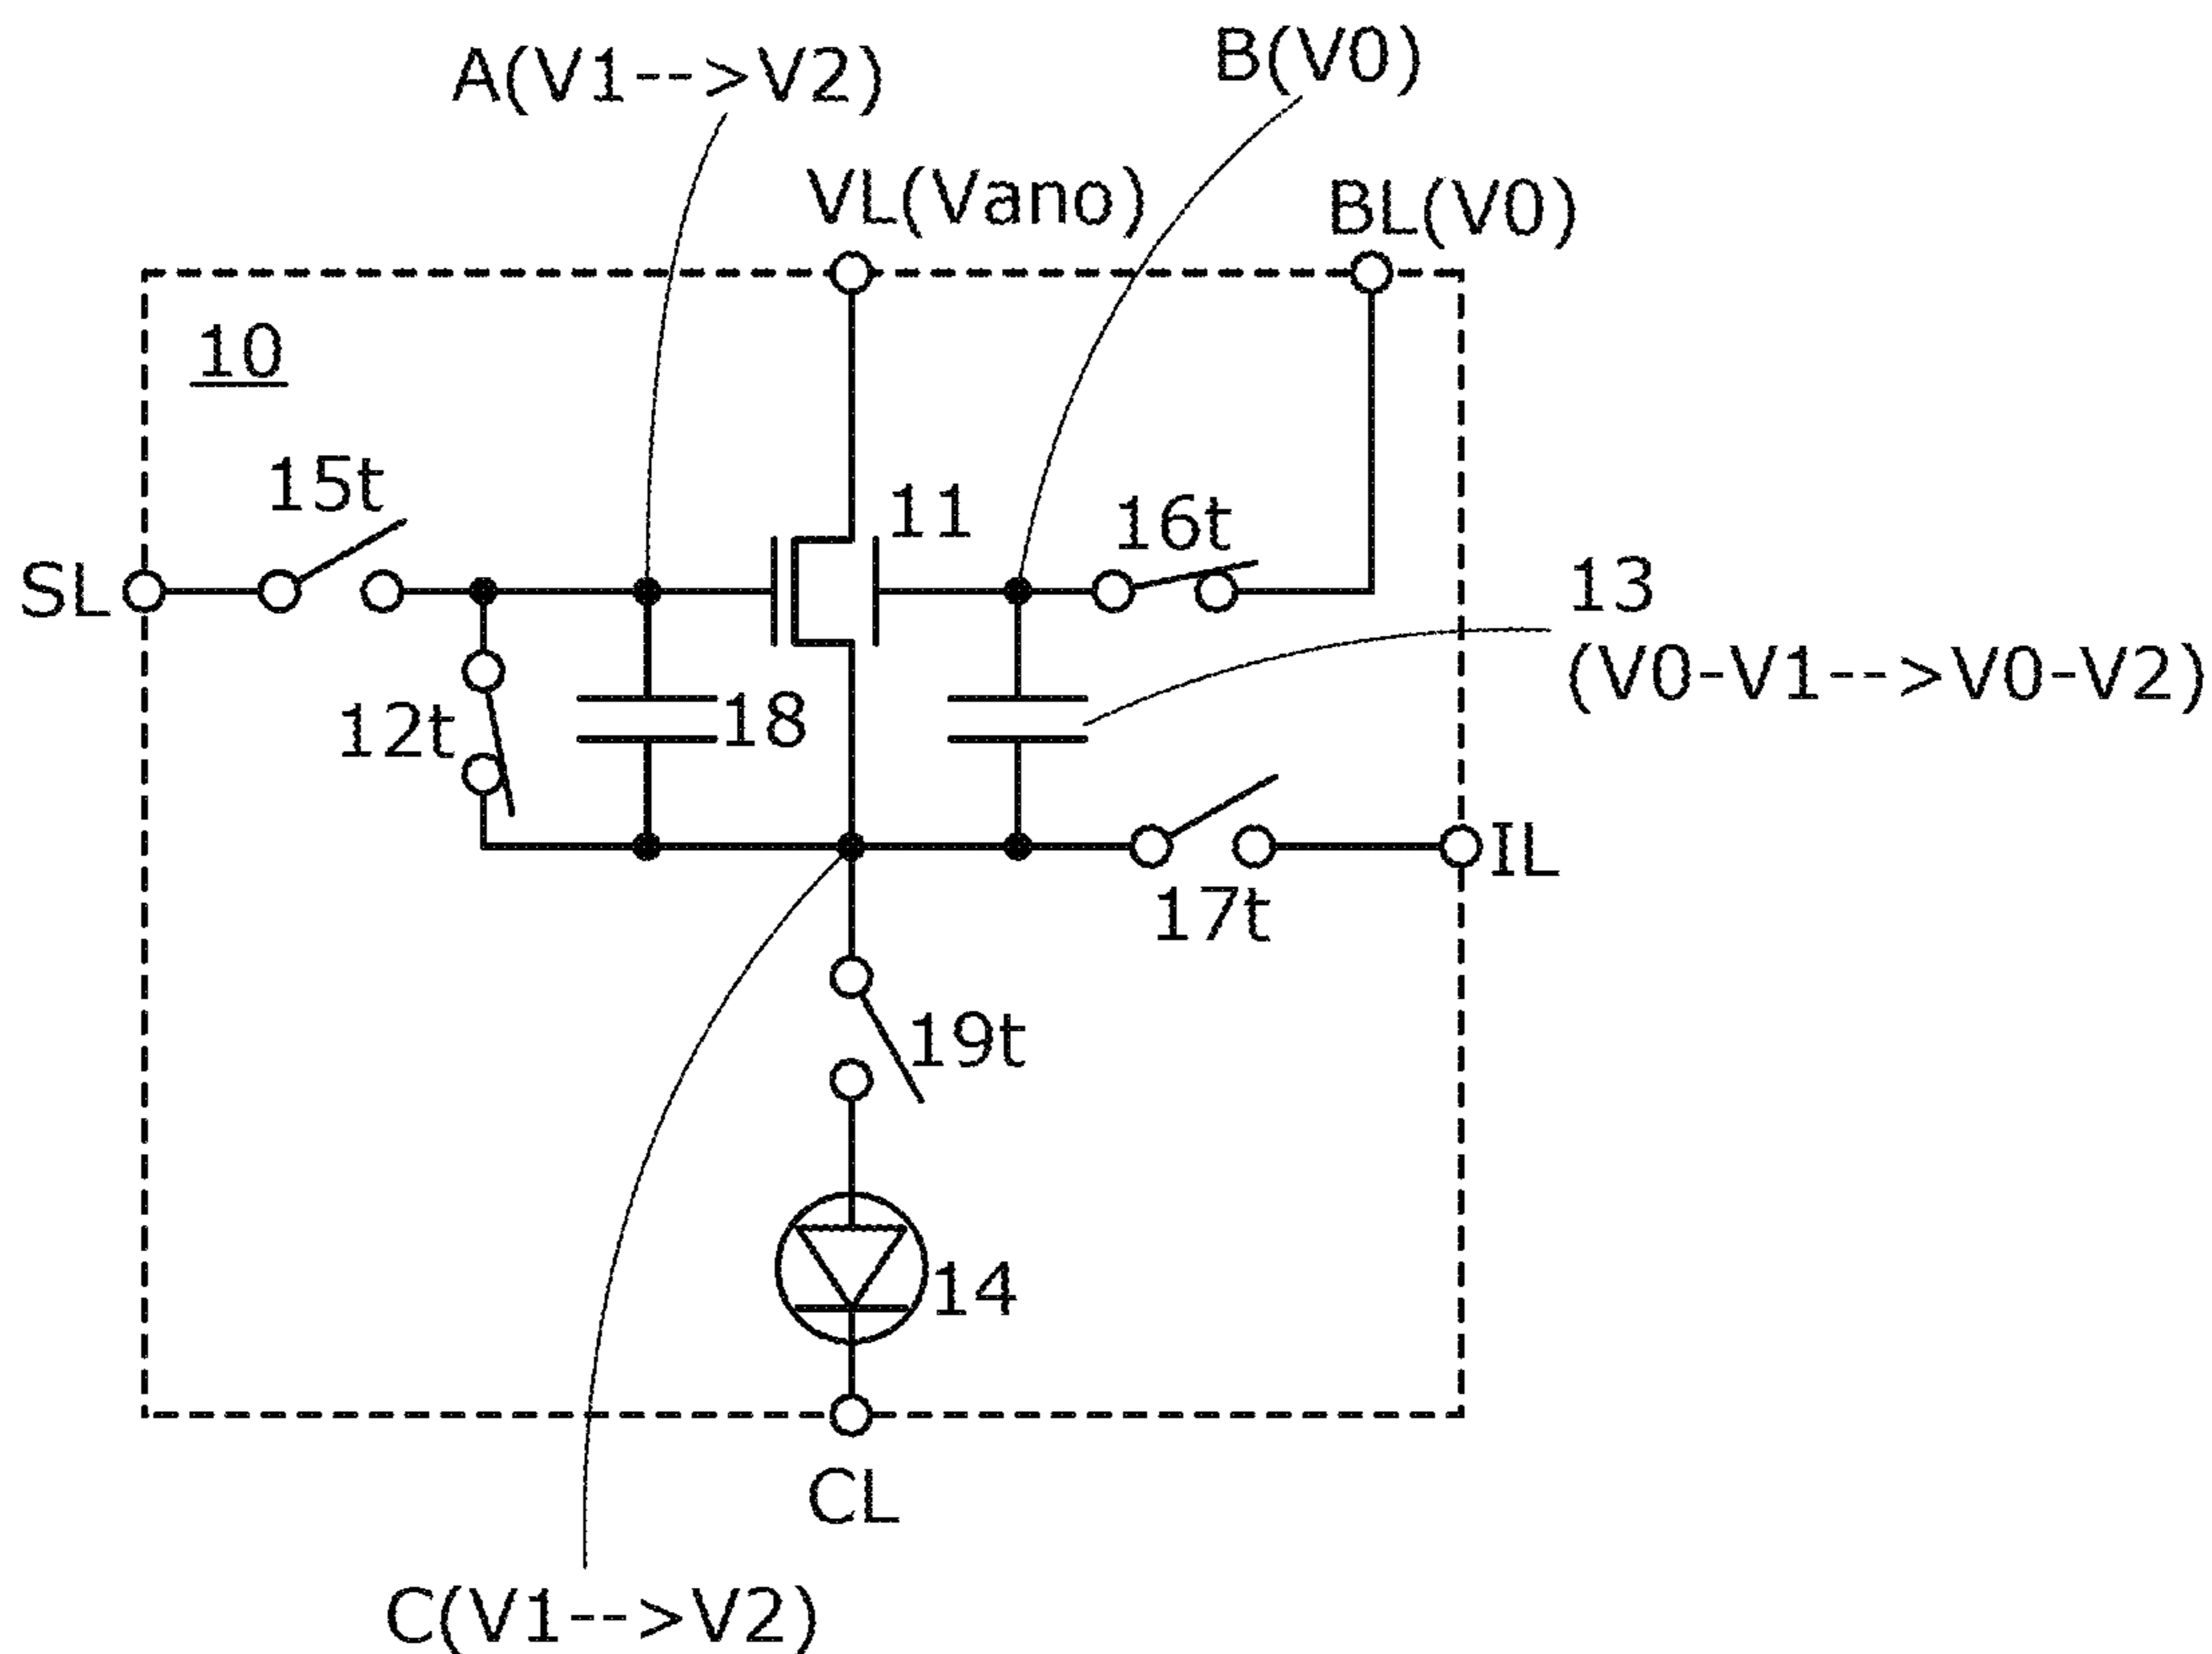 A(V1-->V2)
B(V0)
VL(Vano)
BL(V0)
10
15t
11
16t
SL
13
(V0-V1-->V0-V2)
12t
18
IL
17t
19t
14
CL
C(V1-->V2)